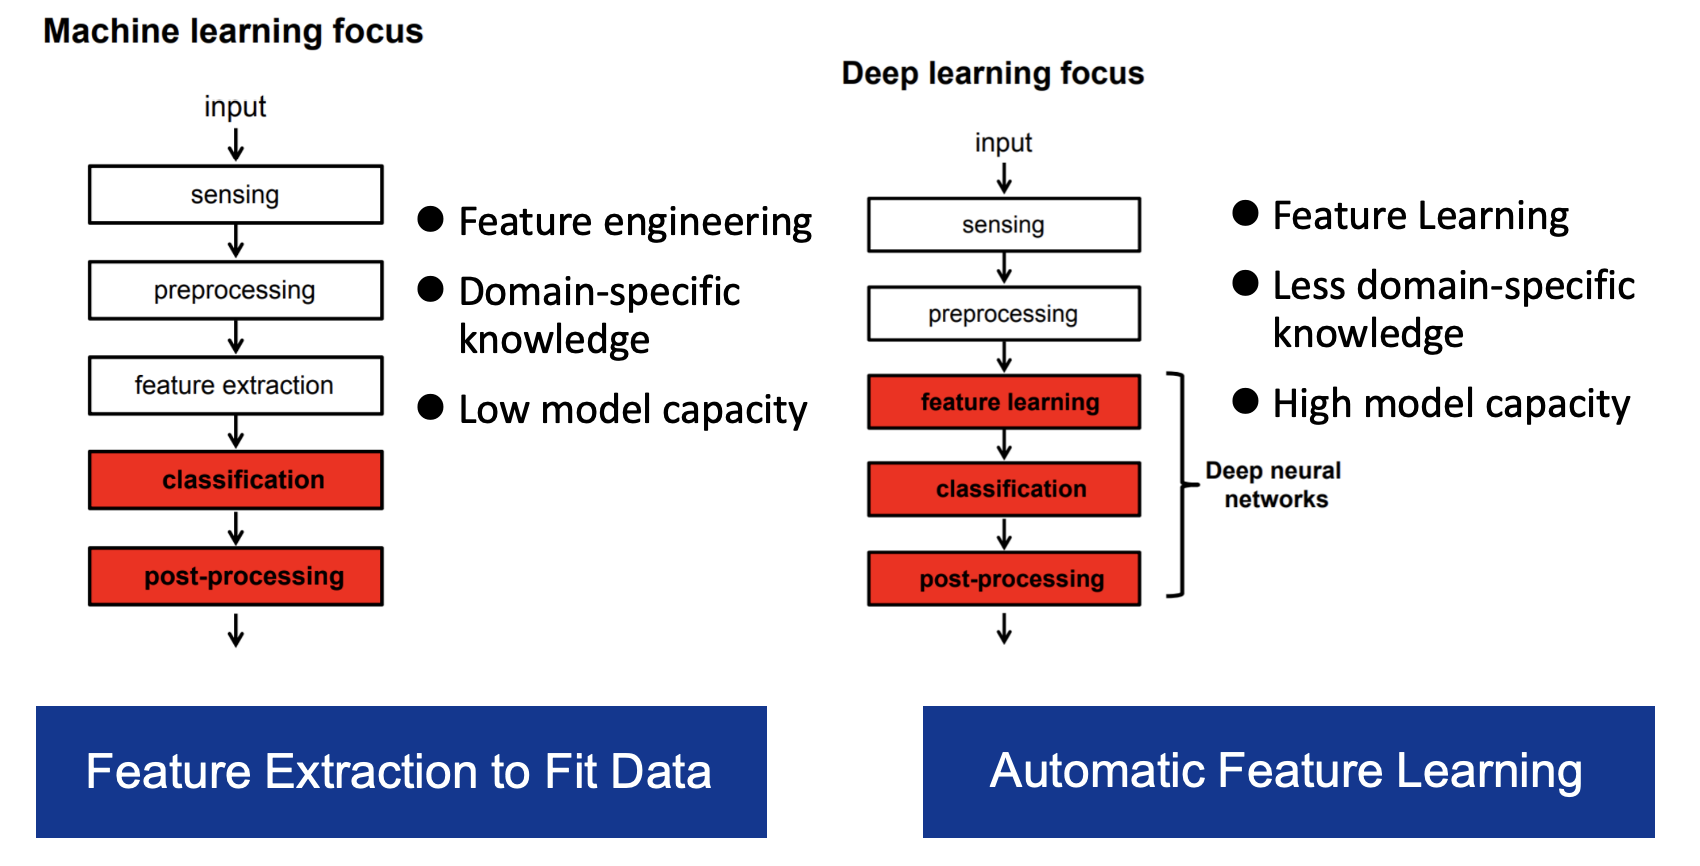 Machine learning focus
input
sensing
preprocessing
feature extraction
classification
post-processing
● Feature engineering
● Domain-specific
knowledge
● Low model capacity
Feature Extraction to Fit Data
Deep learning focus
input
sensing
preprocessing
feature learning
classification
post-processing
Deep neural
networks
● Feature Learning
● Less domain-specific
knowledge
● High model capacity
Automatic Feature Learning